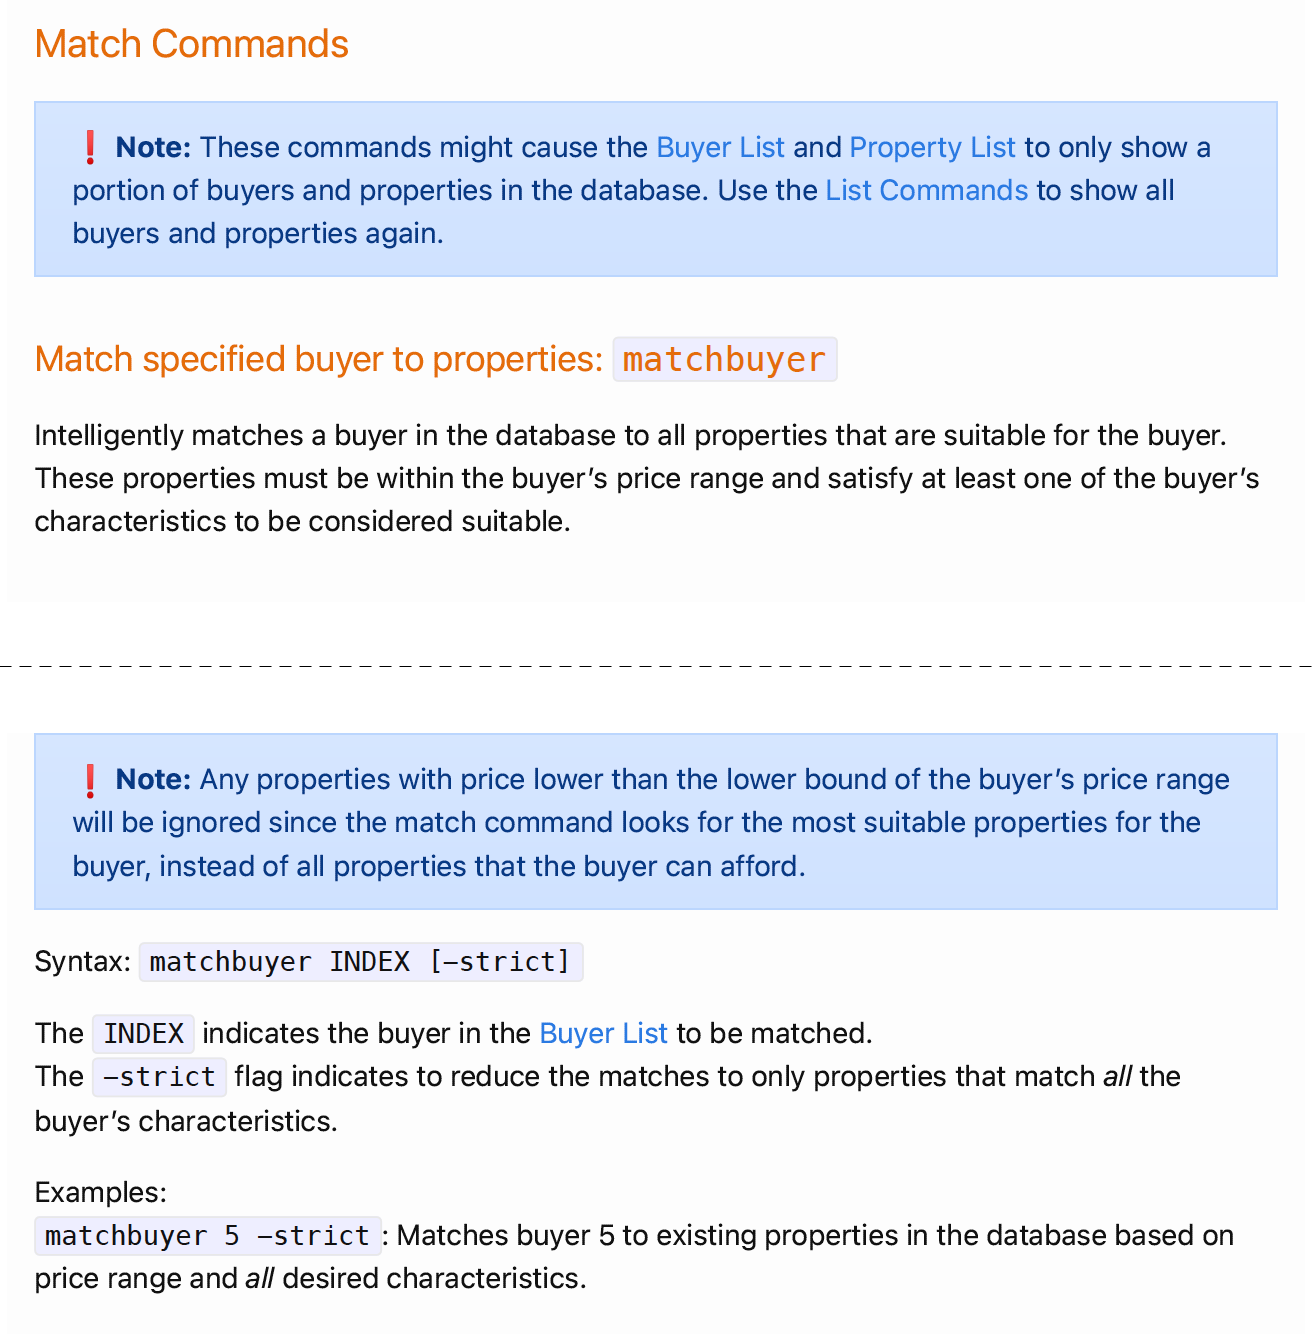 Match Commands
❗ Note: These commands might cause the Buyer List and Property List to only show a
portion of buyers and properties in the database. Use the List Commands to show all
buyers and properties again.
Match specified buyer to properties: matchbuyer
Intelligently matches a buyer in the database to all properties that are suitable for the buyer.
These properties must be within the buyer’s price range and satisfy at least one of the buyer’s
characteristics to be considered suitable.
❗ Note: Any properties with price lower than the lower bound of the buyer’s price range
will be ignored since the match command looks for the most suitable properties for the
buyer, instead of all properties that the buyer can afford.
Syntax: matchbuyer INDEX [–strict]
The INDEX indicates the buyer in the Buyer List to be matched.
The –strict flag indicates to reduce the matches to only properties that match all the
buyer’s characteristics.
Examples:
matchbuyer 5 –strict: Matches buyer 5 to existing properties in the database based on
price range and all desired characteristics.